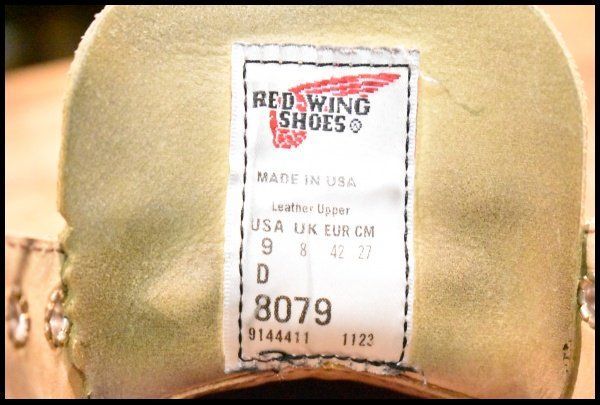 RED WING
SHOES®
MADE IN USA
Leather Upper
USA UK EUR CM
9 8 42 27
D
8079
9144411 1123